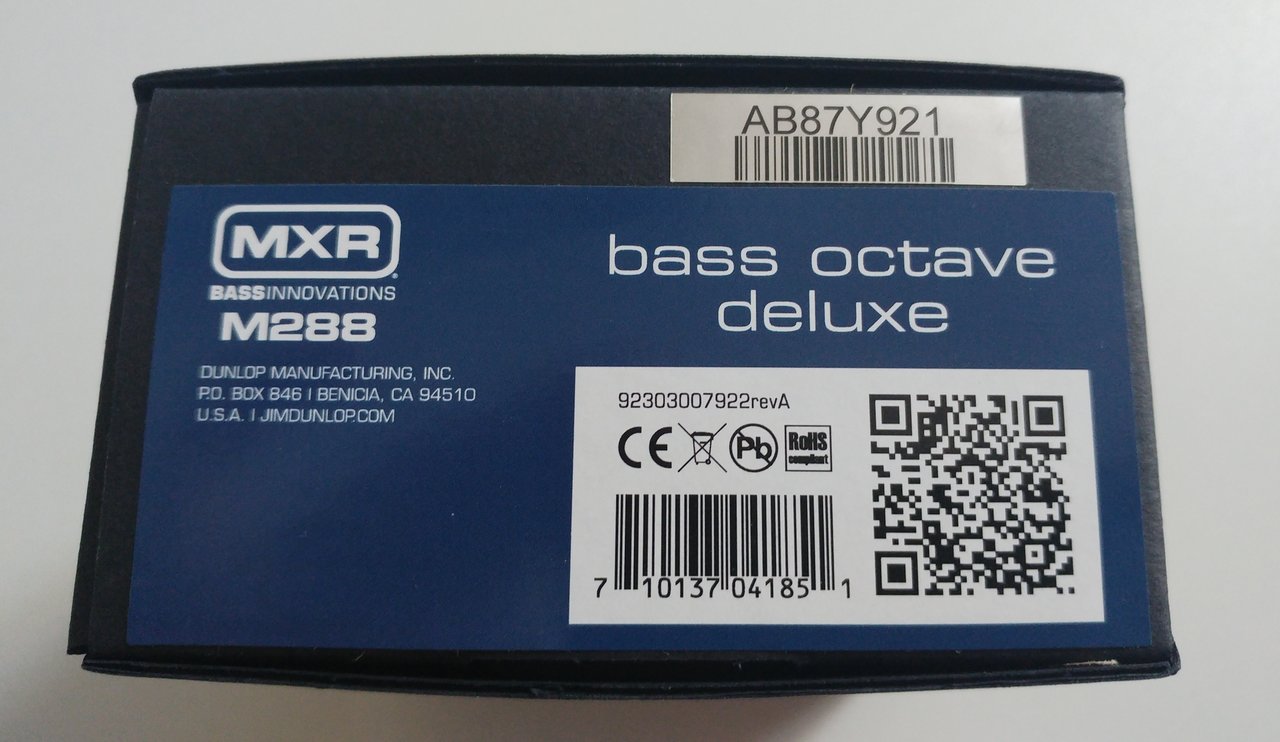 AB87Y921
MXR
BASSINNOVATIONS
M288
bass octave
deluxe
DUNLOP MANUFACTURING, INC.
P.O. BOX 846 | BENICIA, CA 94510
U.S.A. | JIMDUNLOP.COM
92303007922revA
CE Pb RoHS
compliant
7 10137 04185 1